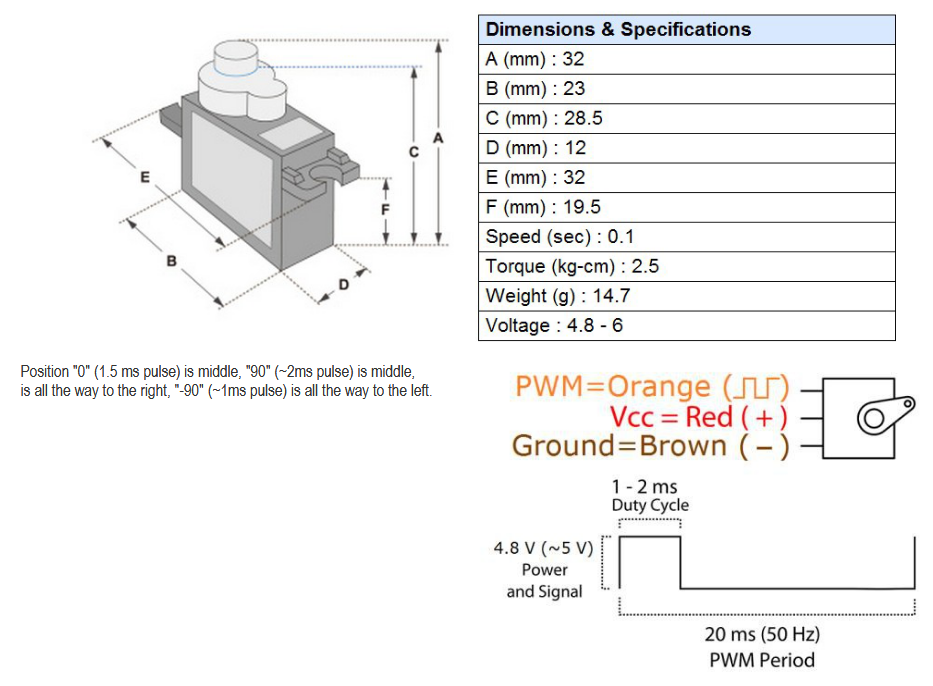 A
C
E
F
B
D
Dimensions & Specifications
A (mm) : 32
B (mm) : 23
C (mm) : 28.5
D (mm) : 12
E (mm) : 32
F (mm) : 19.5
Speed (sec) : 0.1
Torque (kg-cm) : 2.5
Weight (g) : 14.7
Voltage : 4.8 - 6
Position "0" (1.5 ms pulse) is middle, "90" (~2ms pulse) is middle,
is all the way to the right, "-90" (~1ms pulse) is all the way to the left.
PWM=Orange (⎍⎍)
Vcc = Red ( + )
Ground=Brown ( − )
1 - 2 ms
Duty Cycle
4.8 V (~5 V)
Power
and Signal
20 ms (50 Hz)
PWM Period